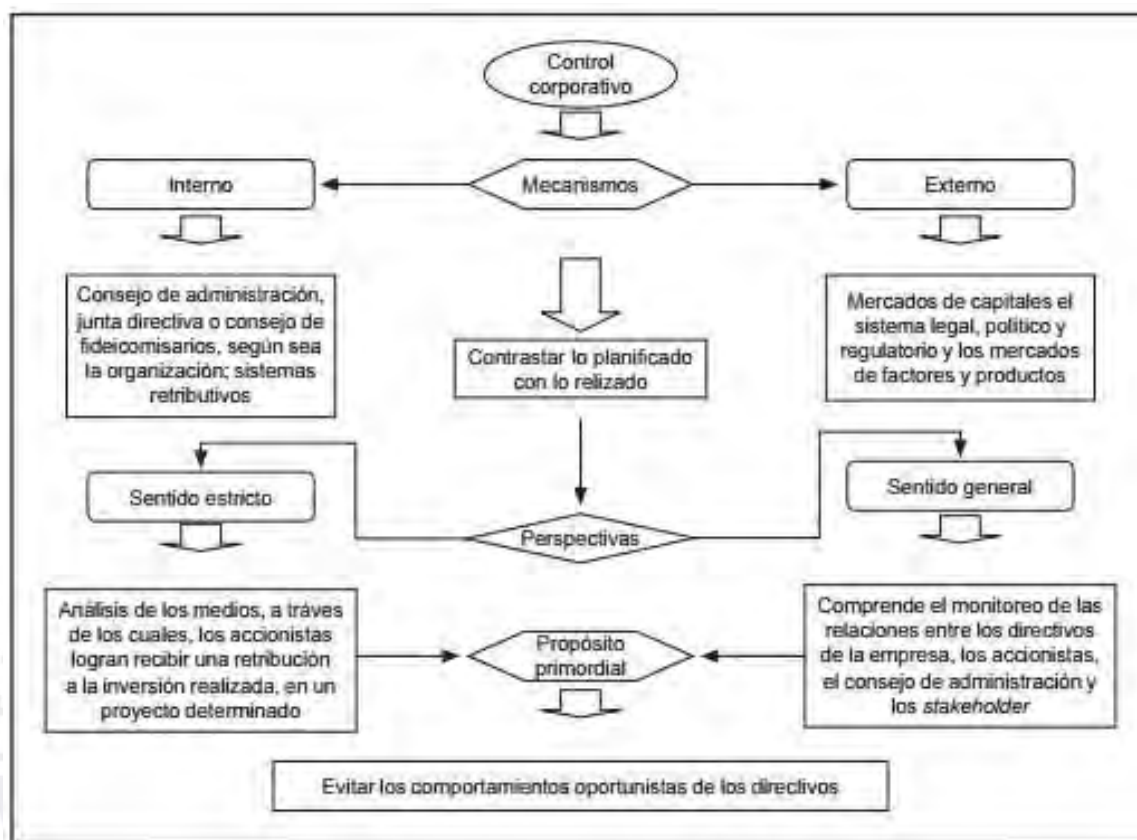 Control
corporativo
Interno
Mecanismos
Externo
Consejo de administración,
junta directiva o consejo de
fideicomisarios, según sea
la organización; sistemas
retributivos
Contrastar lo planificado
con lo relizado
Mercados de capitales el
sistema legal, político y
regulatorio y los mercados
de factores y productos
Sentido estricto
Perspectivas
Sentido general
Análisis de los medios, a tráves
de los cuales, los accionistas
logran recibir una retribución
a la inversión realizada, en un
proyecto determinado
Propósito
primordial
Comprende el monitoreo de las
relaciones entre los directivos
de la empresa, los accionistas,
el consejo de administración y
los stakeholder
Evitar los comportamientos oportunistas de los directivos